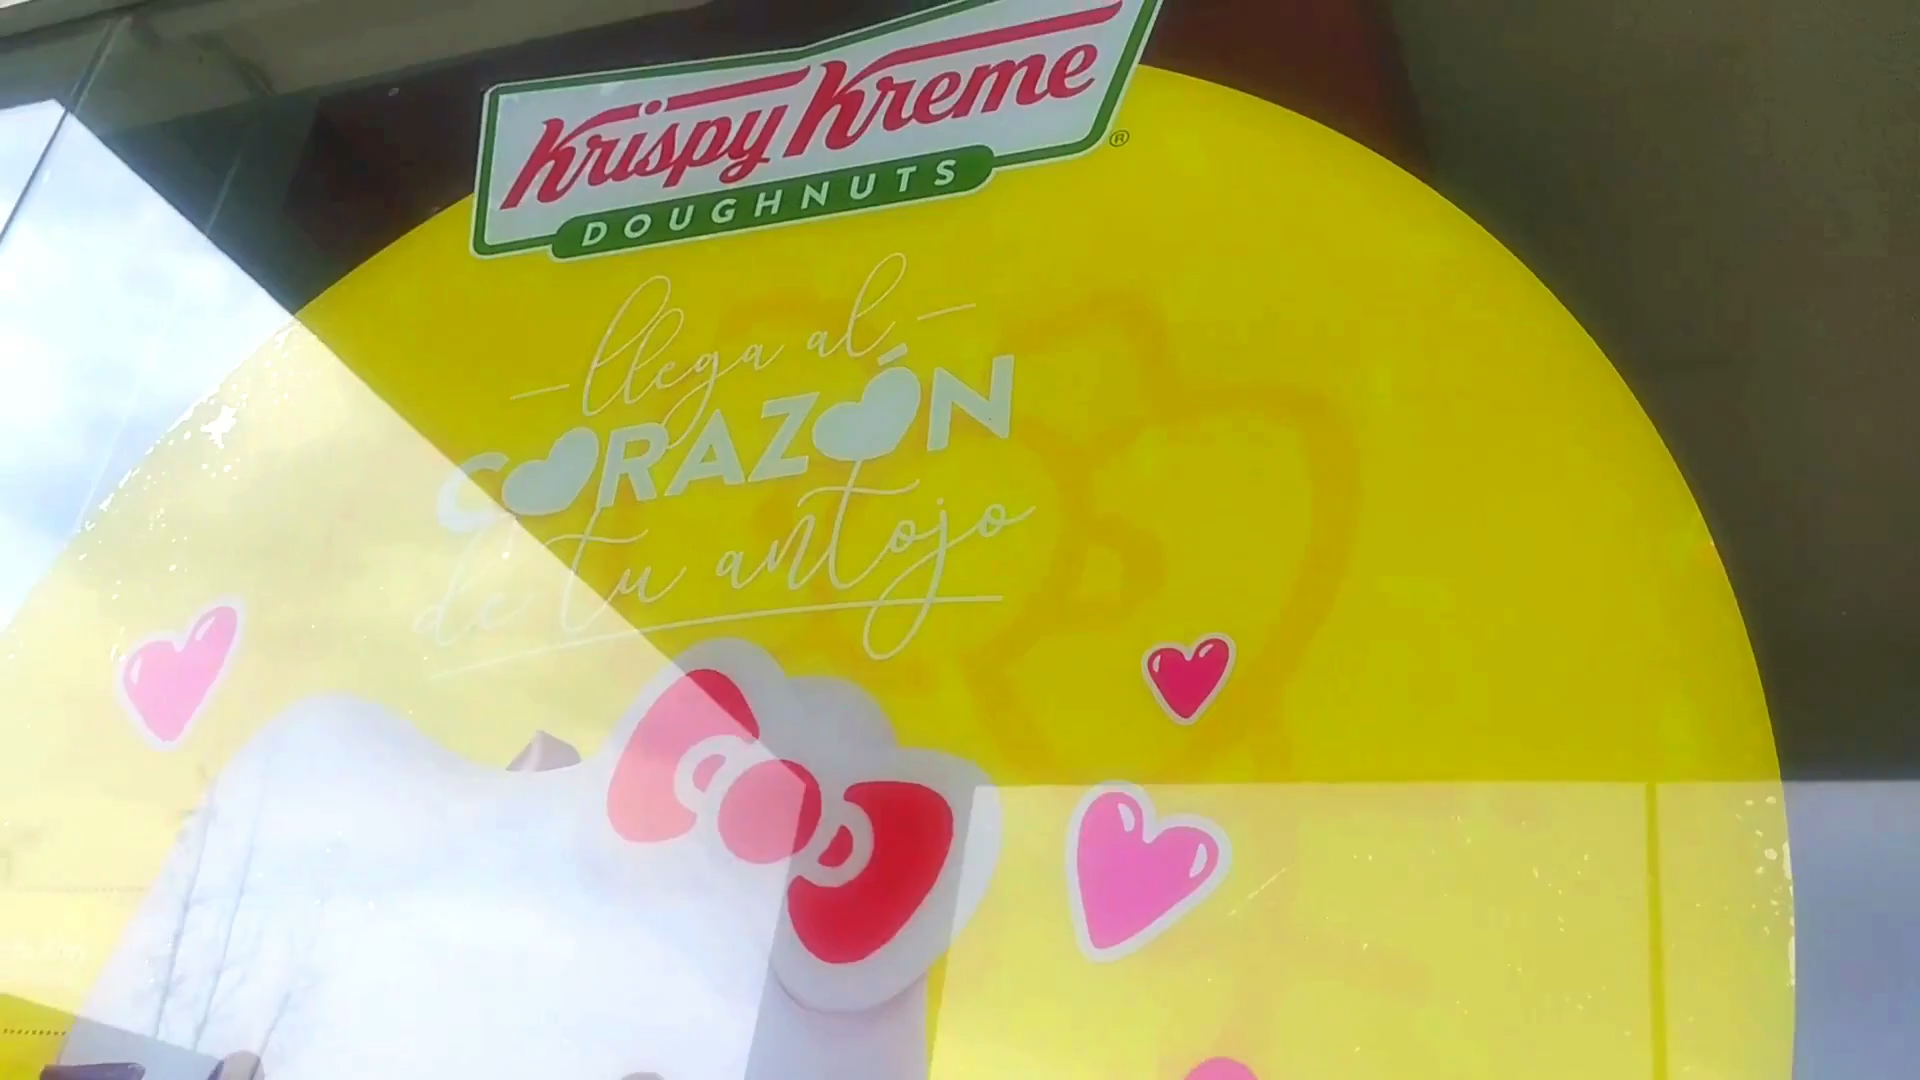 Krispy Kreme
DOUGHNUTS
®
llega al
CORAZÓN
de tu antojo